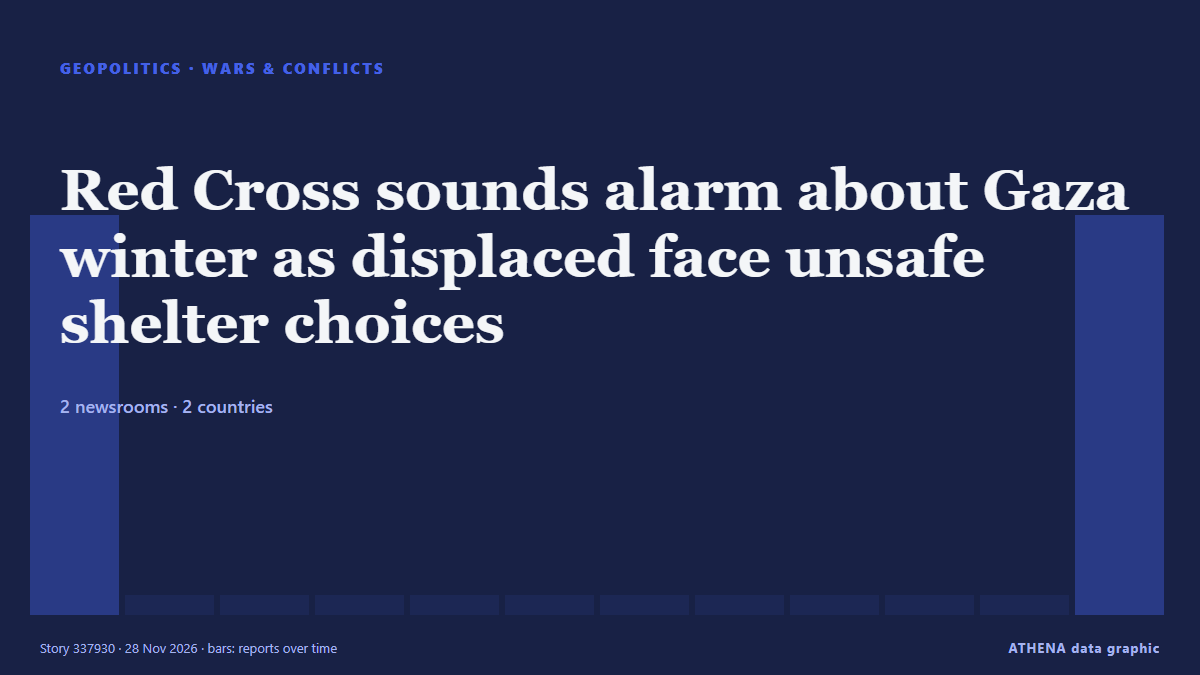 GEOPOLITICS · WARS & CONFLICTS
Red Cross sounds alarm about Gaza
winter as displaced face unsafe
shelter choices
2 newsrooms · 2 countries
Story 337930 · 28 Nov 2026 · bars: reports over time
ATHENA data graphic